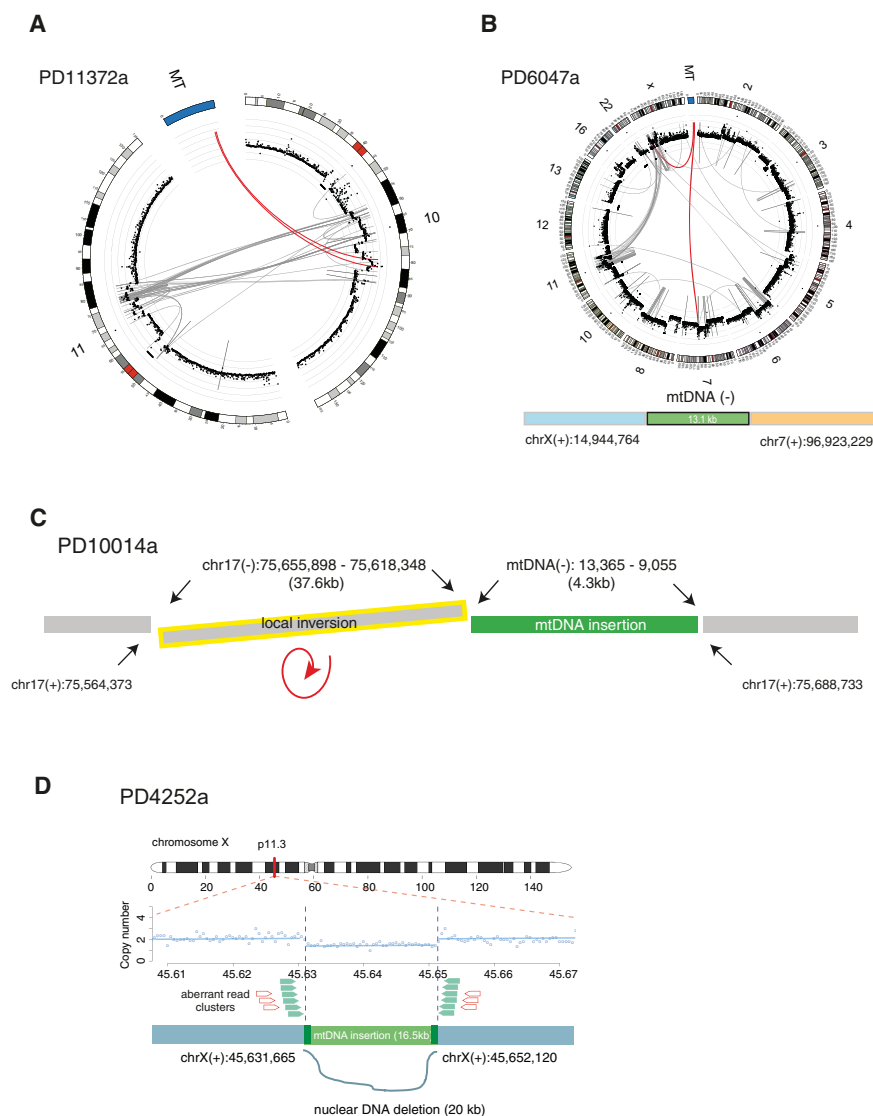 A
PD11372a
MT
10
11
B
PD6047a
MT
2
3
4
5
6
7
8
10
11
12
13
16
22
X
mtDNA (-)
13.1 kb
chrX(+):14,944,764
chr7(+):96,923,229
C
PD10014a
chr17(-):75,655,898 - 75,618,348
(37.6kb)
mtDNA(-): 13,365 - 9,055
(4.3kb)
local inversion
mtDNA insertion
chr17(+):75,564,373
chr17(+):75,688,733
D
PD4252a
chromosome X
p11.3
0 20 40 60 80 100 120 140
Copy number
4
2
0
45.61 45.62 45.63 45.64 45.65 45.66 45.67
aberrant read
clusters
mtDNA insertion (16.5kb
chrX(+):45,631,665
chrX(+):45,652,120
nuclear DNA deletion (20 kb)